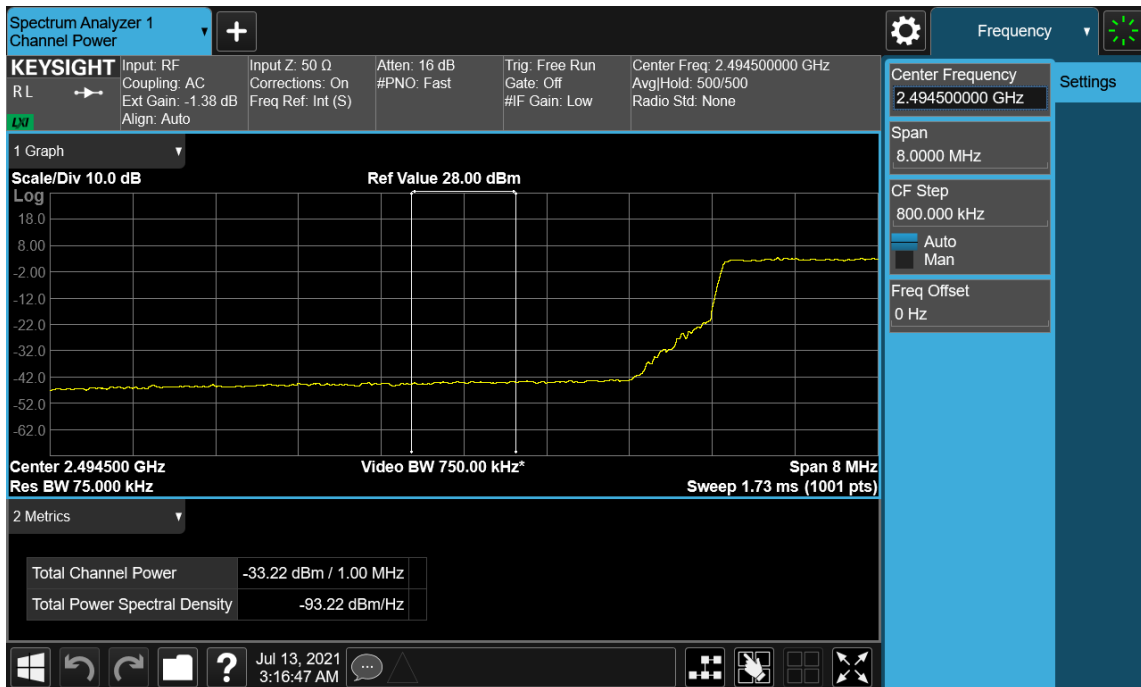 Spectrum Analyzer 1
Channel Power
Frequency
KEYSIGHT
R L
LXI
Input: RF
Coupling: AC
Ext Gain: -1.38 dB
Align: Auto
Input Z: 50 Ω
Corrections: On
Freq Ref: Int (S)
Atten: 16 dB
#PNO: Fast
Trig: Free Run
Gate: Off
#IF Gain: Low
Center Freq: 2.494500000 GHz
Avg|Hold: 500/500
Radio Std: None
Center Frequency
2.494500000 GHz
Settings
Span
8.0000 MHz
CF Step
800.000 kHz
Auto
Man
Freq Offset
0 Hz
1 Graph
Scale/Div 10.0 dB
Ref Value 28.00 dBm
Log
18.0
8.00
-2.00
-12.0
-22.0
-32.0
-42.0
-52.0
-62.0
Center 2.494500 GHz
Video BW 750.00 kHz*
Span 8 MHz
Res BW 75.000 kHz
Sweep 1.73 ms (1001 pts)
2 Metrics
Total Channel Power
-33.22 dBm / 1.00 MHz
Total Power Spectral Density
-93.22 dBm/Hz
?
Jul 13, 2021
3:16:47 AM